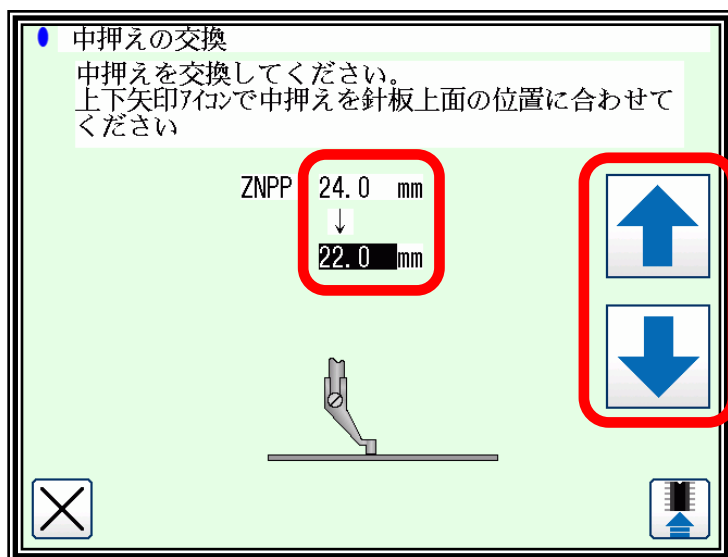 中押えの交換
中押えを交換してください。
上下矢印ｱｲｺﾝで中押えを針板上面の位置に合わせて
ください
ZNPP 24.0 mm
↓
22.0 mm